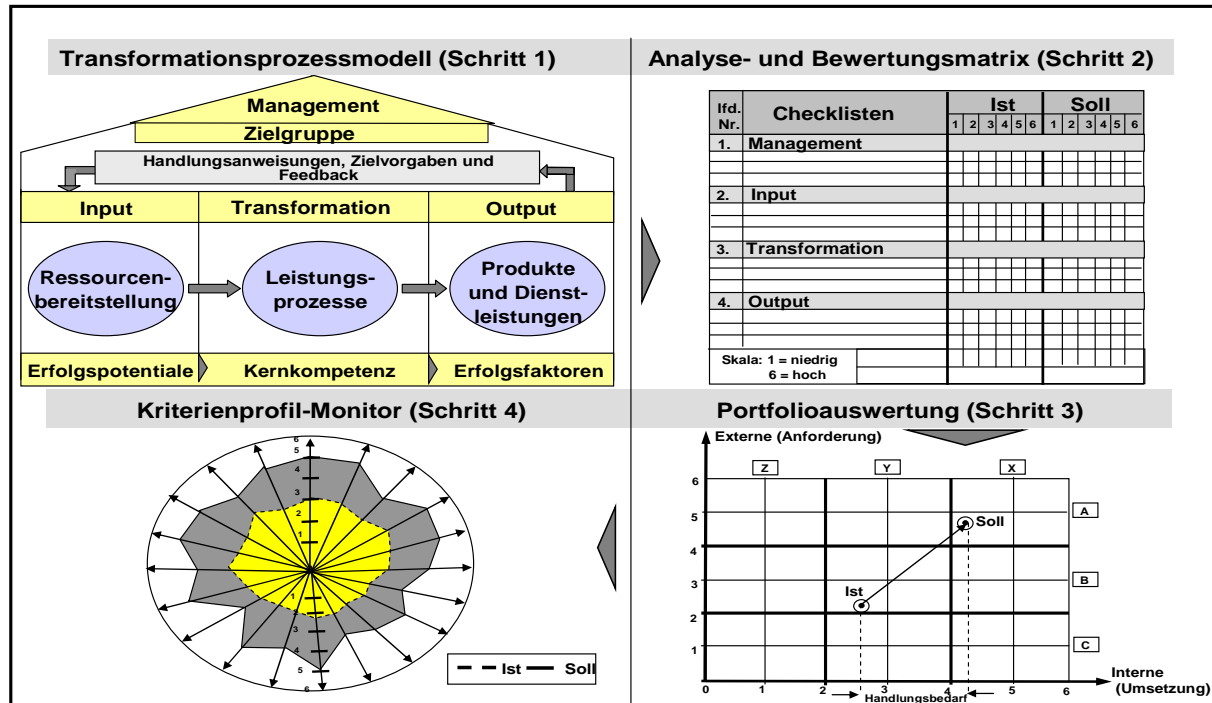 Transformationsprozessmodell (Schritt 1)
Management
Zielgruppe
Handlungsanweisungen, Zielvorgaben und
Feedback
Input Transformation Output
Ressourcen-
bereitstellung
Leistungs-
prozesse
Produkte
und Dienst-
leistungen
Erfolgspotentiale Kernkompetenz Erfolgsfaktoren
Analyse- und Bewertungsmatrix (Schritt 2)
lfd.
Nr.
Checklisten
Ist Soll
1 2 3 4 5 6 1 2 3 4 5 6
1. Management
2. Input
3. Transformation
4. Output
Skala: 1 = niedrig
6 = hoch
Kriterienprofil-Monitor (Schritt 4)
6
5
4
3
2
1
1
2
3
4
5
6
Ist Soll
Portfolioauswertung (Schritt 3)
Externe (Anforderung)
Z Y X
6
5
4
3
2
1
A
B
C
Soll
Ist
0 1 2 3 4 5 6
Handlungsbedarf
Interne
(Umsetzung)